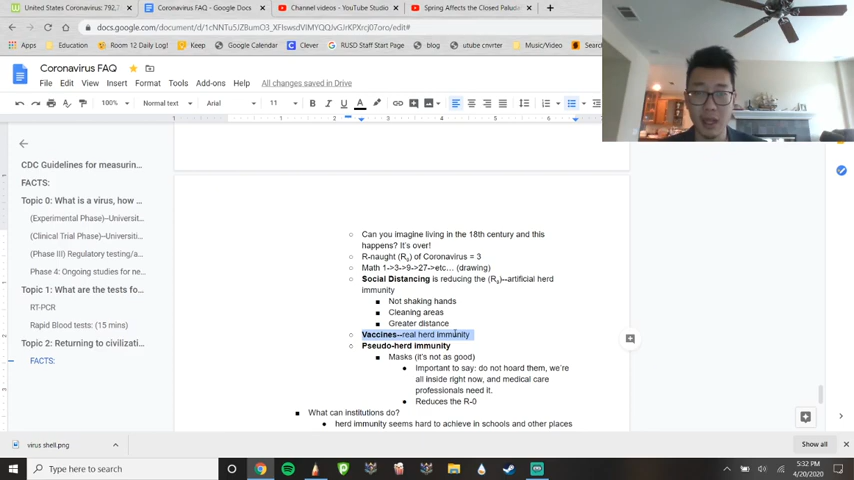 United States Coronavirus: 792,7
Coronavirus FAQ - Google Docs
Channel videos - YouTube Studio
Spring Affects the Closed Palud
docs.google.com/document/d/
/edit#
Apps
Education
Room 12 Daily Log!
Keep
Google Cal
Clever
RUSD Staff Start Page
blog
utube cnvrter
Music/Video
Search
Coronavirus FAQ
File
Edit
View
Insert
Format
Tools
Add-ons
Help
All changes saved in Drive
100%
Normal text
Arial
11
CDC Guidelines for measurin...
FACTS:
Topic 0: What is a virus, how ...
(Experimental Phase)--Universit...
(Clinical Trial Phase)--Universiti...
(Phase III) Regulatory testing/a...
Phase 4: Ongoing studies for ne...
Topic 1: What are the tests fo...
RT-PCR
Rapid Blood tests: (15 mins)
Topic 2: Returning to civilizati...
FACTS:
Can you imagine living in the 18th century and this
happens? It's over!
R-naught (R0) of Coronavirus = 3
Math 1->3->9->27->etc... (drawing)
Social Distancing is reducing the (R0)--artificial herd
immunity
Not shaking hands
Cleaning areas
Greater distance
Vaccines--real herd immunity
Pseudo-herd immunity
Masks (it's not as good)
Important to say: do not hoard them, we're
all inside right now, and medical care
professionals need it.
Reduces the R-0
What can institutions do?
herd immunity seems hard to achieve in schools and other places
virus shell.png
Show all
Type here to search
5:32 PM
4/20/2020